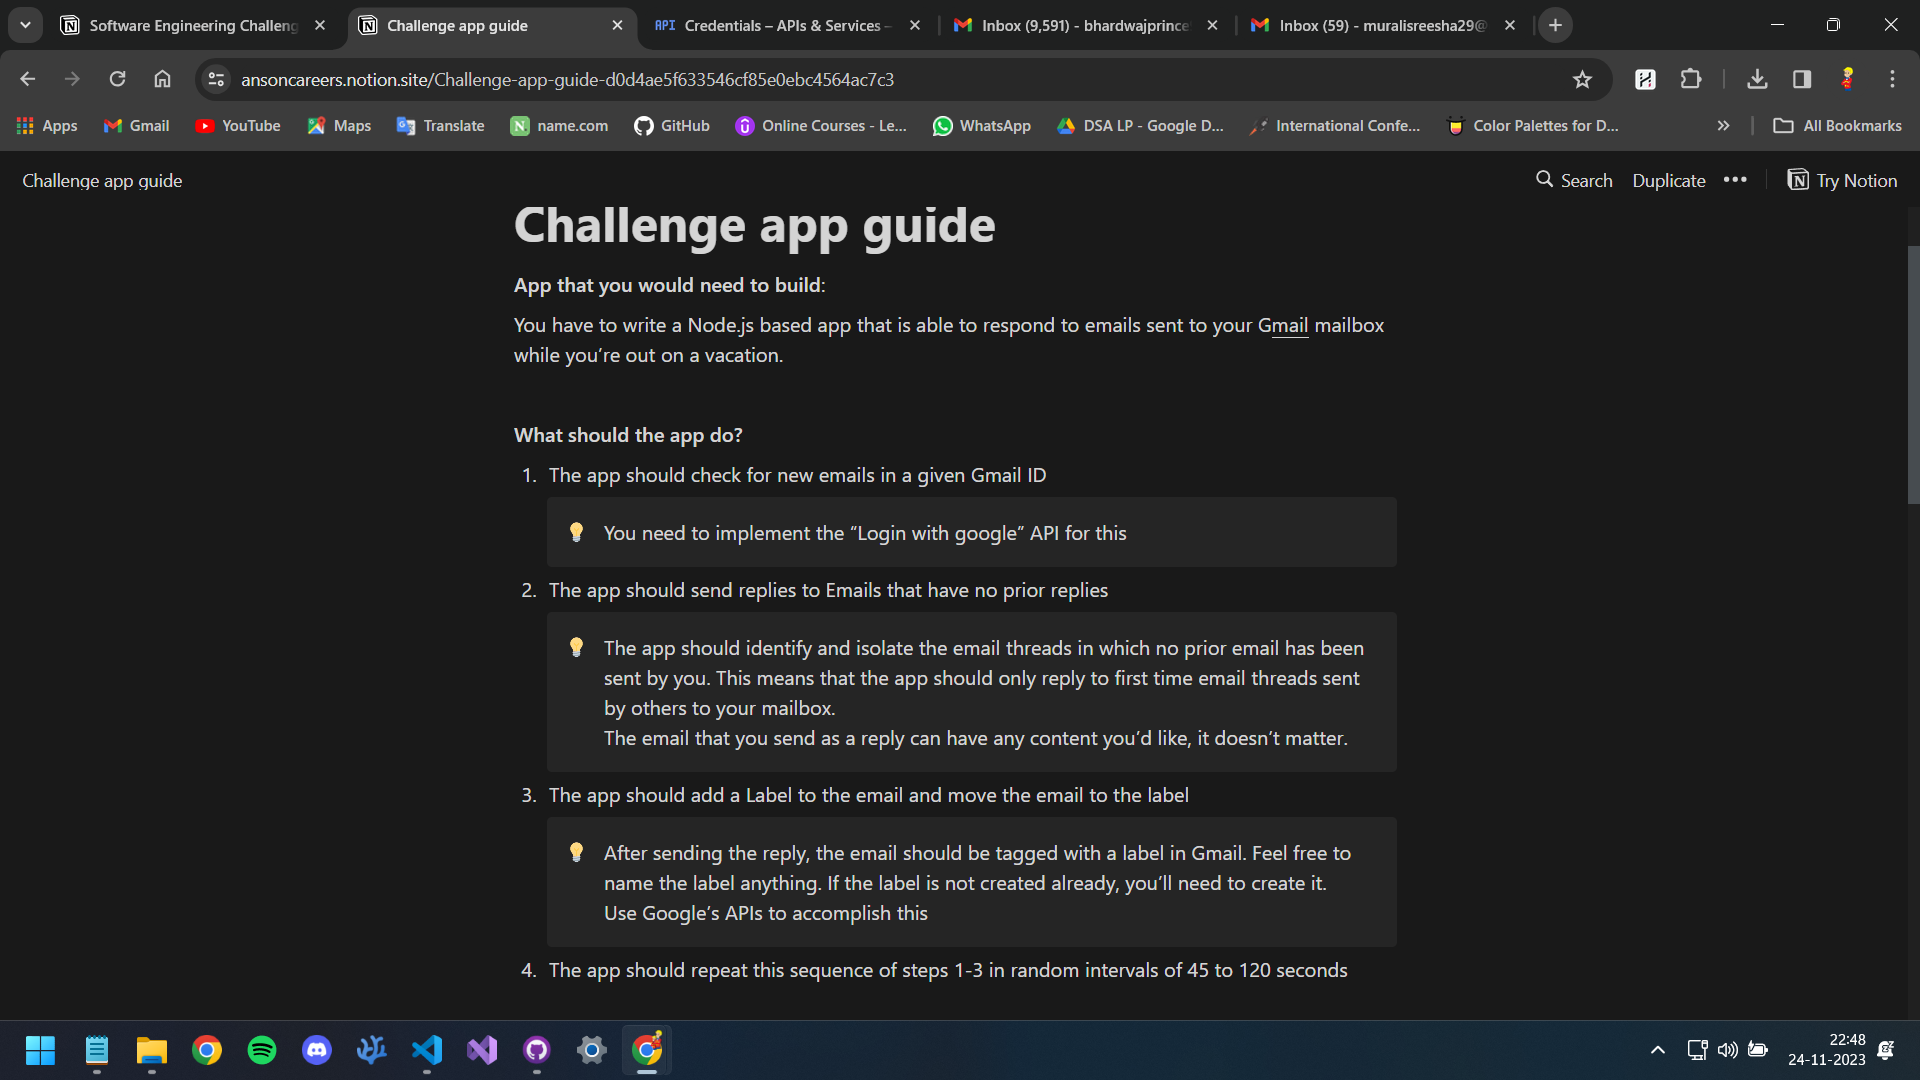 Software Engineering Challeng
Challenge app guide
API Credentials – APIs & Services –
Inbox (9,591) - bhardwajprince
Inbox (59) - muralisreesha29@
ansoncareers.notion.site/Challenge-app-guide-d0d4ae5f633546cf85e0ebc4564ac7c3
Apps
Gmail
YouTube
Maps
Translate
N name.com
GitHub
Online Courses - Le...
WhatsApp
DSA LP - Google D...
International Confe...
Color Palettes for D...
All Bookmarks
Challenge app guide
Search
Duplicate
Try Notion
Challenge app guide
App that you would need to build:
You have to write a Node.js based app that is able to respond to emails sent to your Gmail mailbox
while you’re out on a vacation.
What should the app do?
1. The app should check for new emails in a given Gmail ID
You need to implement the “Login with google” API for this
2. The app should send replies to Emails that have no prior replies
The app should identify and isolate the email threads in which no prior email has been
sent by you. This means that the app should only reply to first time email threads sent
by others to your mailbox.
The email that you send as a reply can have any content you’d like, it doesn’t matter.
3. The app should add a Label to the email and move the email to the label
After sending the reply, the email should be tagged with a label in Gmail. Feel free to
name the label anything. If the label is not created already, you’ll need to create it.
Use Google’s APIs to accomplish this
4. The app should repeat this sequence of steps 1-3 in random intervals of 45 to 120 seconds
22:48
24-11-2023